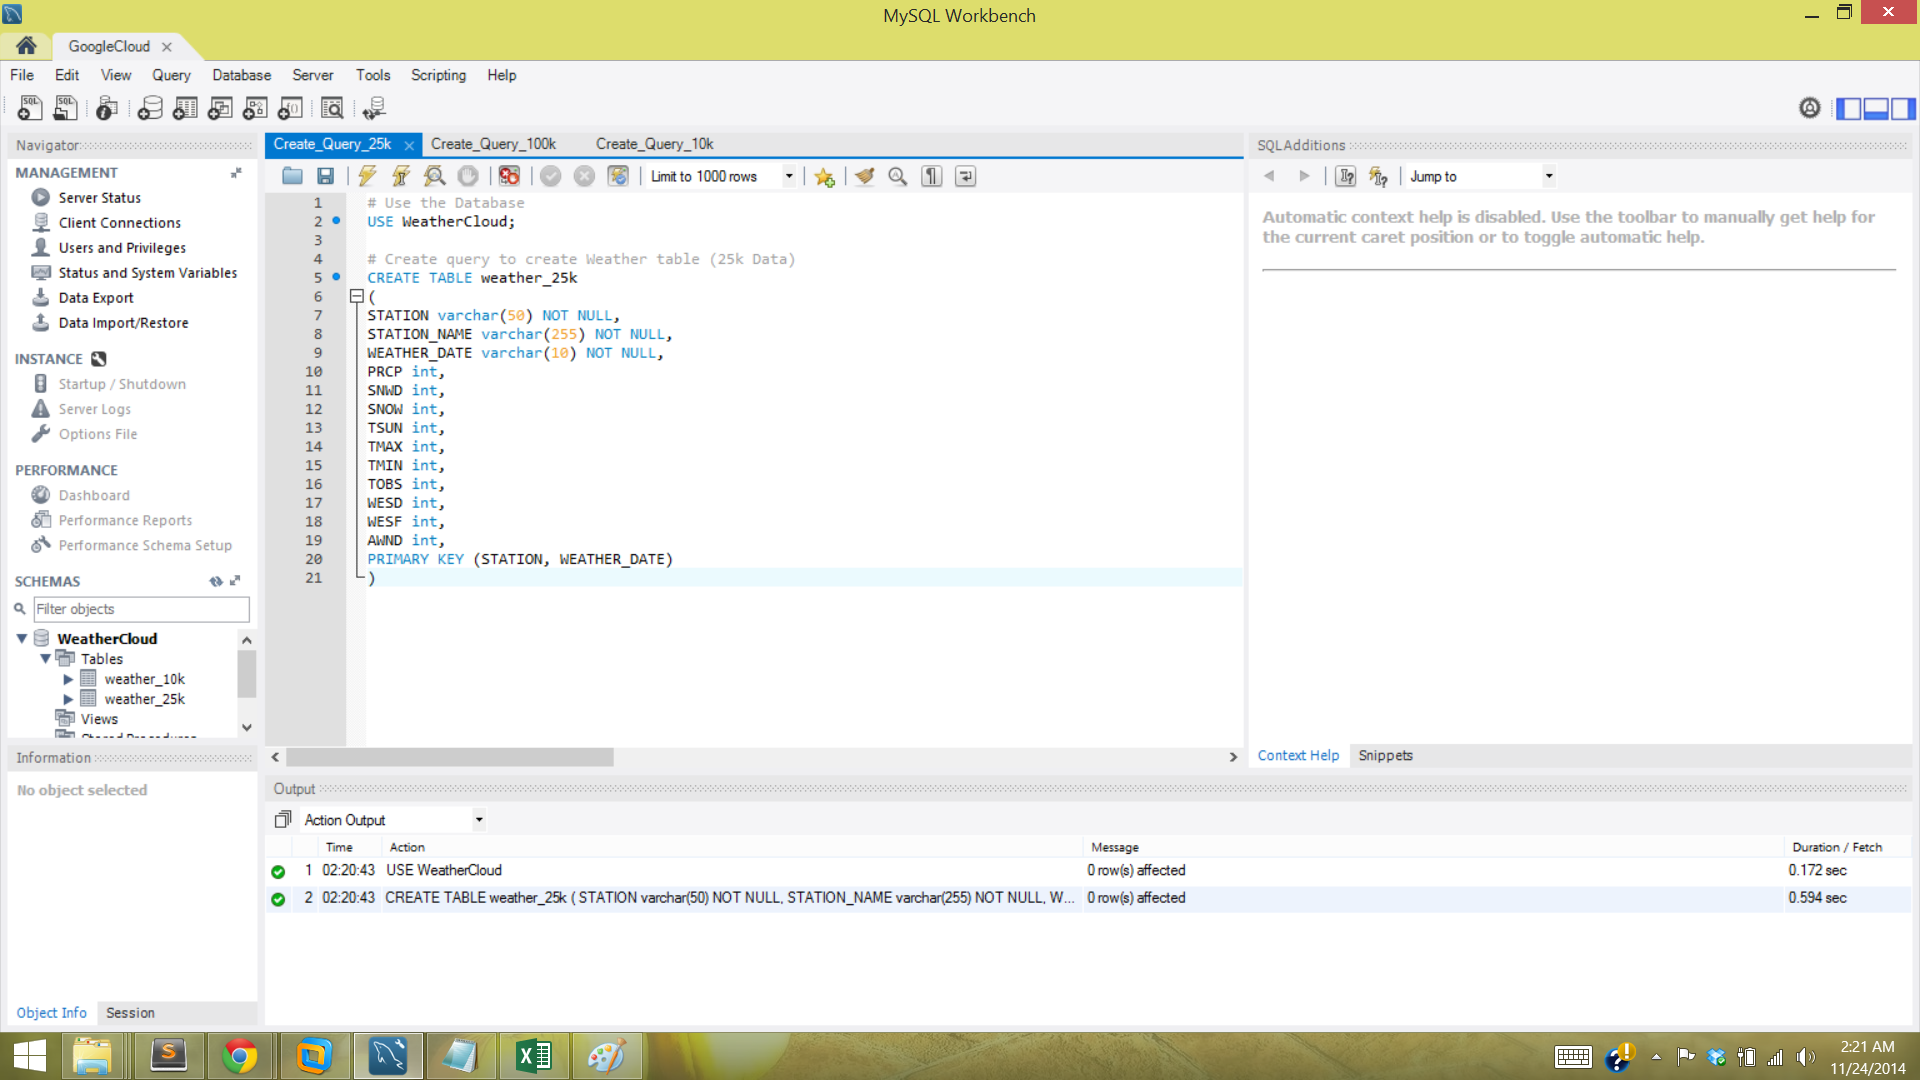 MySQL Workbench
GoogleCloud
File Edit View Query Database Server Tools Scripting Help
Navigator
MANAGEMENT
Server Status
Client Connections
Users and Privileges
Status and System Variables
Data Export
Data Import/Restore
INSTANCE
Startup / Shutdown
Server Logs
Options File
PERFORMANCE
Dashboard
Performance Reports
Performance Schema Setup
SCHEMAS
Filter objects
WeatherCloud
Tables
weather_10k
weather_25k
Views
Stored Procedures
Information
No object selected
Object Info Session
Create_Query_25k Create_Query_100k Create_Query_10k
Limit to 1000 rows
1 # Use the Database
2 USE WeatherCloud;
3
4 # Create query to create Weather table (25k Data)
5 CREATE TABLE weather_25k
6 (
7 STATION varchar(50) NOT NULL,
8 STATION_NAME varchar(255) NOT NULL,
9 WEATHER_DATE varchar(10) NOT NULL,
10 PRCP int,
11 SNWD int,
12 SNOW int,
13 TSUN int,
14 TMAX int,
15 TMIN int,
16 TOBS int,
17 WESD int,
18 WESF int,
19 AWND int,
20 PRIMARY KEY (STATION, WEATHER_DATE)
21 )
SQLAdditions
Jump to
Automatic context help is disabled. Use the toolbar to manually get help for
the current caret position or to toggle automatic help.
Context Help Snippets
Output
Action Output
Time Action Message Duration / Fetch
1 02:20:43 USE WeatherCloud 0 row(s) affected 0.172 sec
2 02:20:43 CREATE TABLE weather_25k ( STATION varchar(50) NOT NULL, STATION_NAME varchar(255) NOT NULL, W... 0 row(s) affected 0.594 sec
2:21 AM
11/24/2014